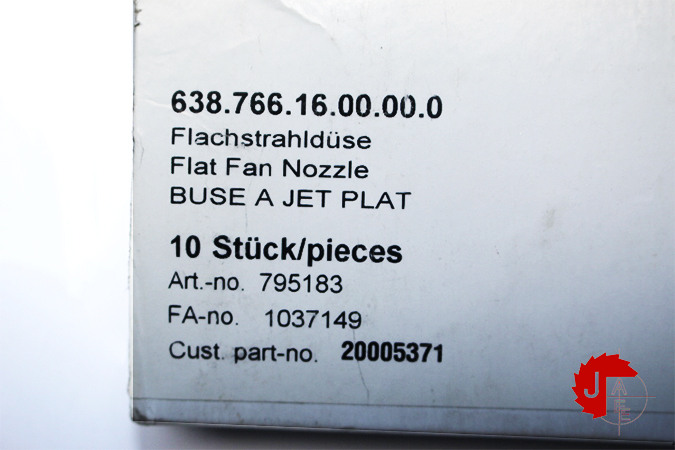 638.766.16.00.00.0
Flachstrahldüse
Flat Fan Nozzle
BUSE A JET PLAT
10 Stück/pieces
Art.-no. 795183
FA-no. 1037149
Cust. part-no. 20005371
J